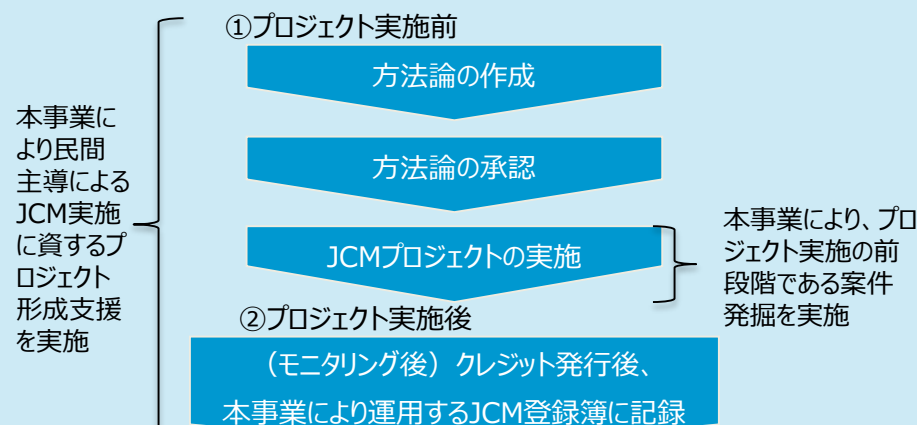 ①プロジェクト実施前
方法論の作成
方法論の承認
JCMプロジェクトの実施
②プロジェクト実施後
（モニタリング後）クレジット発行後、
本事業により運用するJCM登録簿に記録
本事業に
より民間
主導による
JCM実施
に資するプ
ロジェクト
形成支援
を実施
本事業により、プロ
ジェクト実施の前
段階である案件
発掘を実施